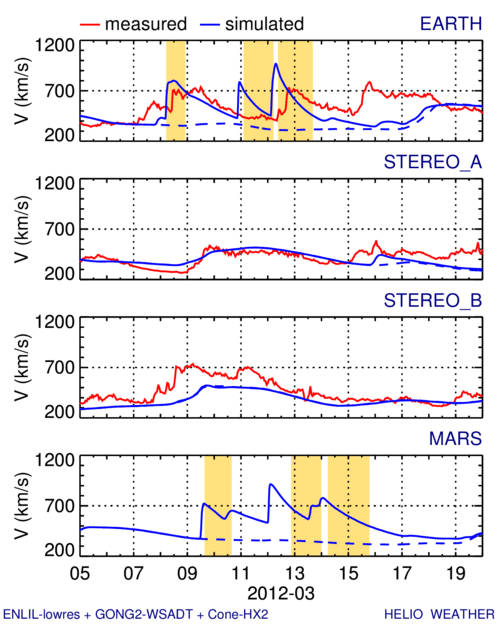 measured simulated EARTH
1200
700
200
V (km/s)
STEREO_A
1200
700
200
V (km/s)
STEREO_B
1200
700
200
V (km/s)
MARS
1200
700
200
V (km/s)
05 07 09 11 13 15 17 19
2012-03
ENLIL-lowres + GONG2-WSADT + Cone-HX2 HELIO WEATHER